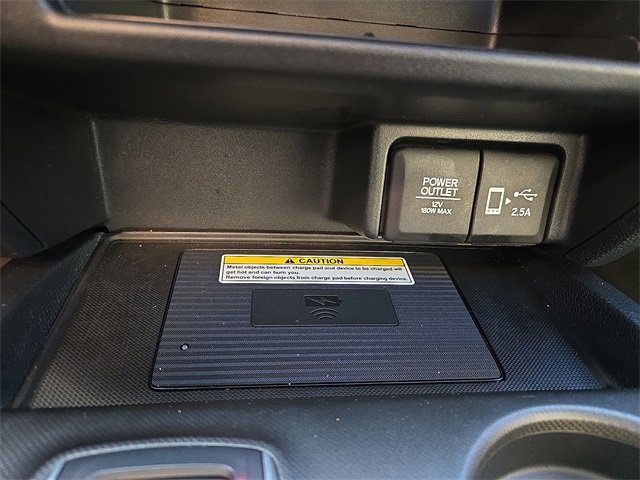 POWER
OUTLET
12V
180W MAX
2.5A
CAUTION
Metal objects between charge pad and device to be charged will
get hot and can burn you.
Remove foreign objects from charge pad before charging device